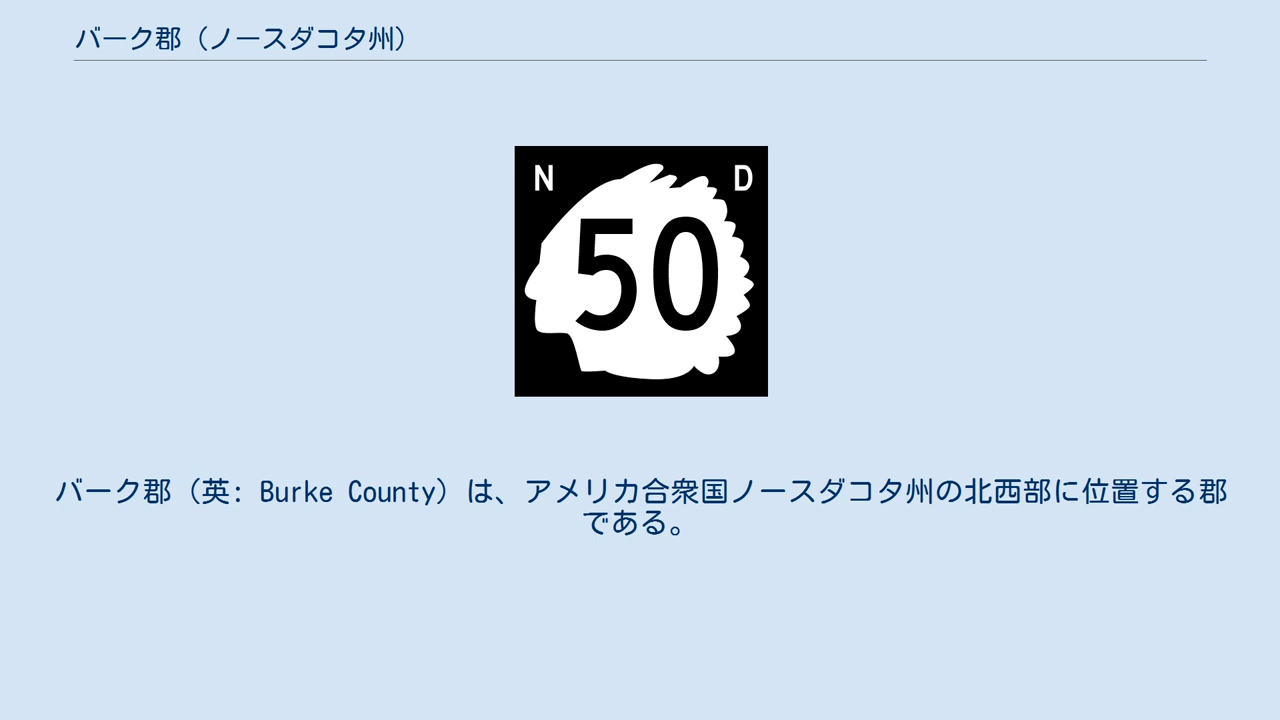 バーク郡（ノースダコタ州）
N D
50
バーク郡（英: Burke County）は、アメリカ合衆国ノースダコタ州の北西部に位置する郡
である。